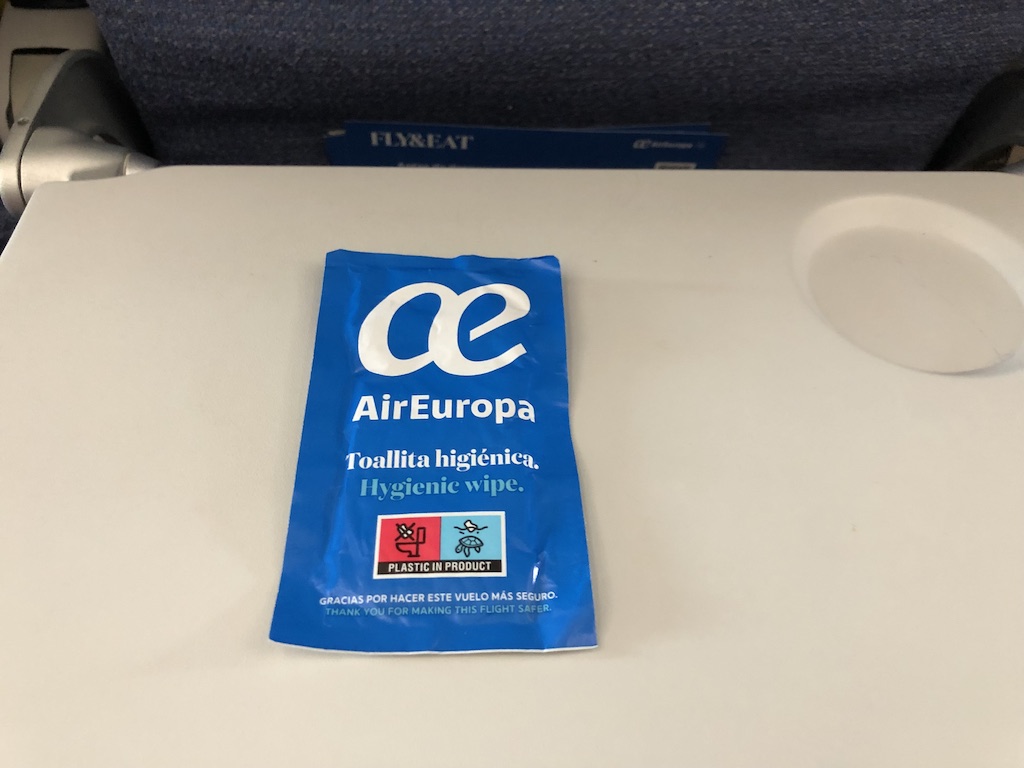 FLY&EAT
æ AirEuropa
æ
AirEuropa
Toallita higiénica.
Hygienic wipe.
PLASTIC IN PRODUCT
GRACIAS POR HACER ESTE VUELO MÁS SEGURO.
THANK YOU FOR MAKING THIS FLIGHT SAFER.